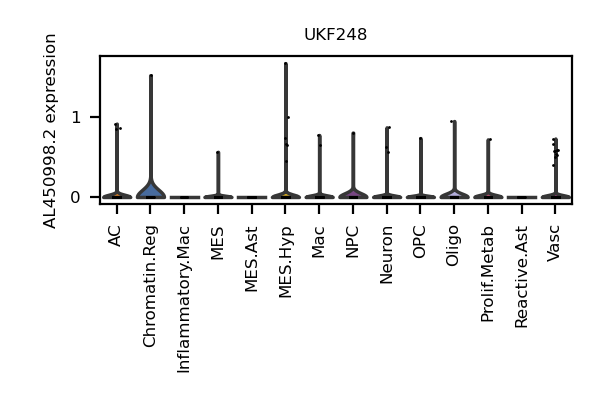 UKF248
AL450998.2 expression
1
0
AC
Chromatin.Reg
Inflammatory.Mac
MES
MES.Ast
MES.Hyp
Mac
NPC
Neuron
OPC
Oligo
Prolif.Metab
Reactive.Ast
Vasc